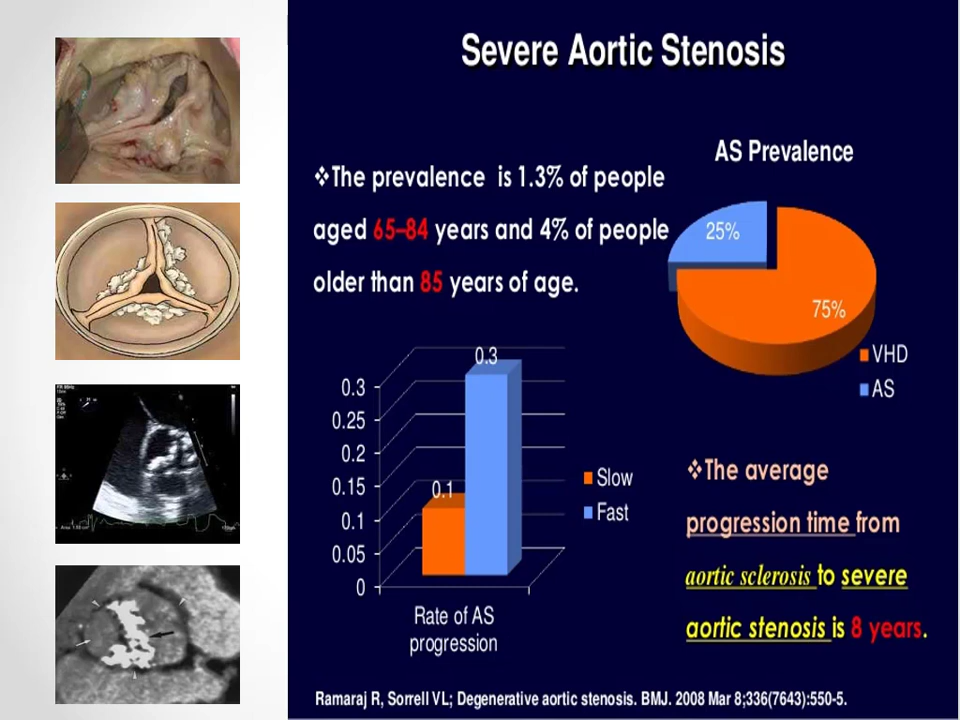 Severe Aortic Stenosis
AS Prevalence
❖The prevalence is 1.3% of people
aged 65–84 years and 4% of people
older than 85 years of age.
25%
75%
VHD
AS
0.3
0.3
0.25
0.2
0.15
0.1
0.1
0.05
0
Slow
Fast
Rate of AS
progression
❖The average
progression time from
aortic sclerosis to severe
aortic stenosis is 8 years.
Ramaraj R, Sorrell VL; Degenerative aortic stenosis. BMJ. 2008 Mar 8;336(7643):550-5.